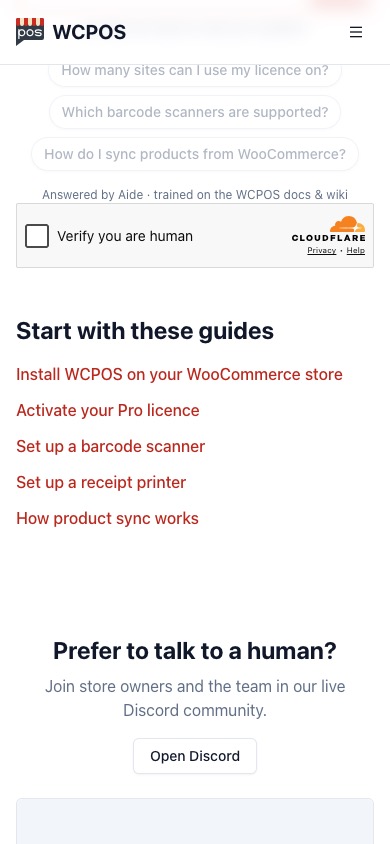 pos WCPOS
How many sites can I use my licence on?
Which barcode scanners are supported?
How do I sync products from WooCommerce?
Answered by Aide · trained on the WCPOS docs & wiki
Verify you are human
CLOUDFLARE
Privacy · Help
Start with these guides
Install WCPOS on your WooCommerce store
Activate your Pro licence
Set up a barcode scanner
Set up a receipt printer
How product sync works
Prefer to talk to a human?
Join store owners and the team in our live
Discord community.
Open Discord